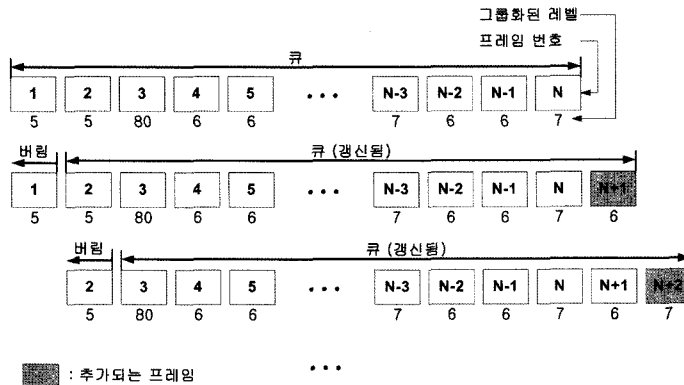 그룹화된 레벨
프레임 번호
큐
1 2 3 4 5 ••• N-3 N-2 N-1 N
5 5 80 6 6 7 6 6 7
버림 큐 (갱신됨)
1 2 3 4 5 ••• N-3 N-2 N-1 N N+1
5 5 80 6 6 7 6 6 7 6
버림 큐 (갱신됨)
2 3 4 5 ••• N-3 N-2 N-1 N N+1 N+2
5 80 6 6 7 6 6 7 6 7
•••
: 추가되는 프레임